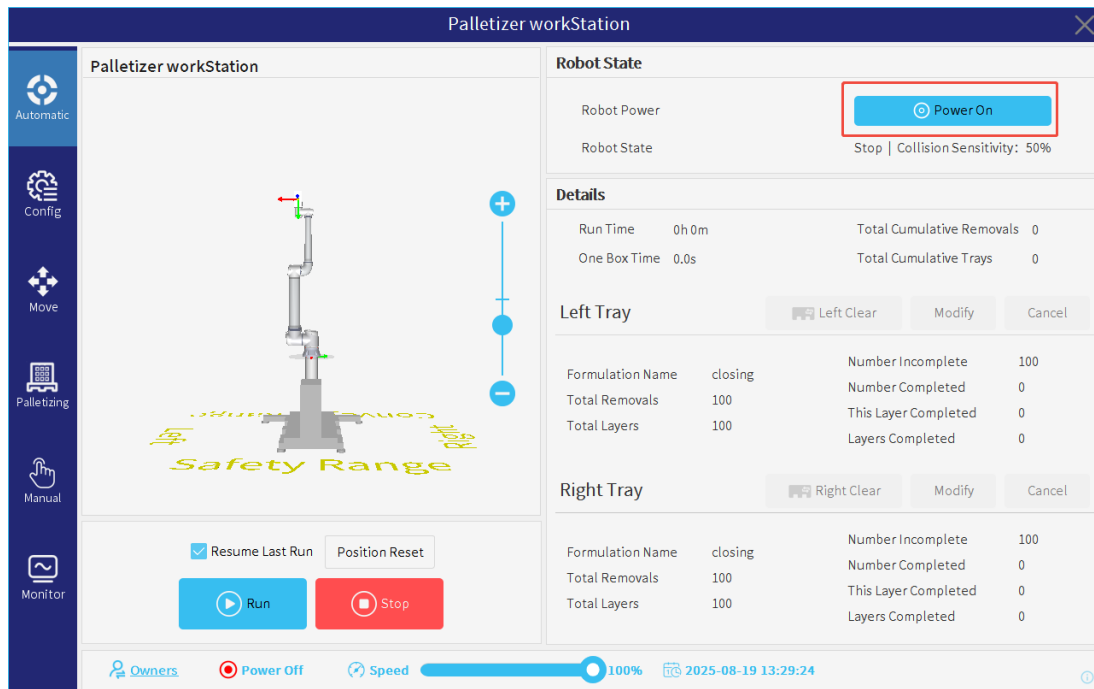 Palletizer workStation
Automatic
Config
Move
Palletizing
Manual
Monitor
Palletizer workStation
Safety Range
Resume Last Run
Position Reset
Run
Stop
Robot State
Robot Power
Power On
Robot State
Stop | Collision Sensitivity: 50%
Details
Run Time 0h 0m
Total Cumulative Removals 0
One Box Time 0.0s
Total Cumulative Trays 0
Left Tray
Left Clear
Modify
Cancel
Formulation Name closing
Total Removals 100
Total Layers 100
Number Incomplete 100
Number Completed 0
This Layer Completed 0
Layers Completed 0
Right Tray
Right Clear
Modify
Cancel
Formulation Name closing
Total Removals 100
Total Layers 100
Number Incomplete 100
Number Completed 0
This Layer Completed 0
Layers Completed 0
Owners
Power Off
Speed
100%
2025-08-19 13:29:24